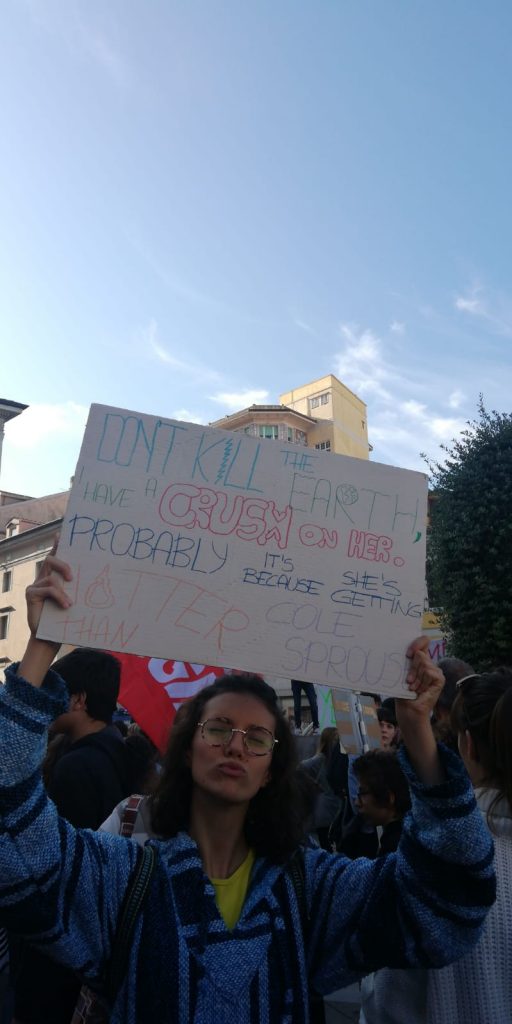 DON'T KILL THE EARTH,
HAVE A CRUSH ON HER.
PROBABLY IT'S BECAUSE SHE'S GETTING
HOTTER THAN COLE SPROUSE